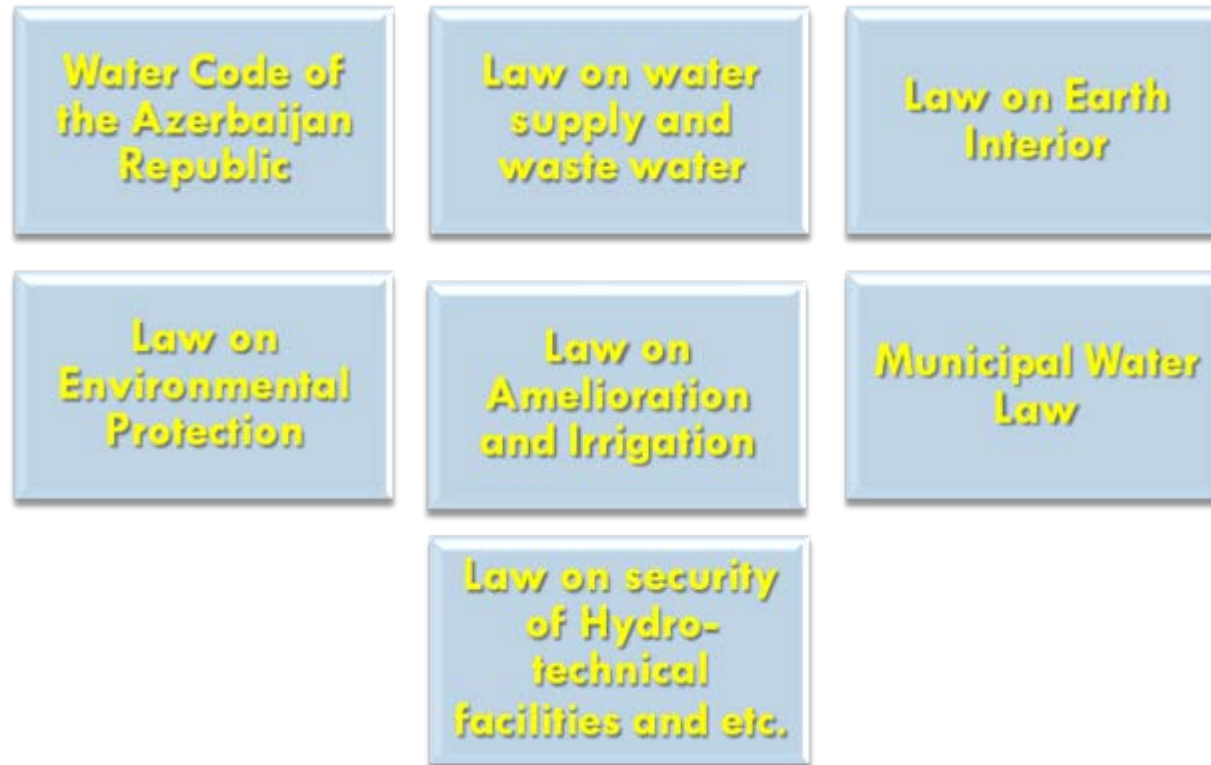 Water Code of
the Azerbaijan
Republic
Law on water
supply and
waste water
Law on Earth
Interior
Law on
Environmental
Protection
Law on
Amelioration
and Irrigation
Municipal Water
Law
Law on security
of Hydro-
technical
facilities and etc.